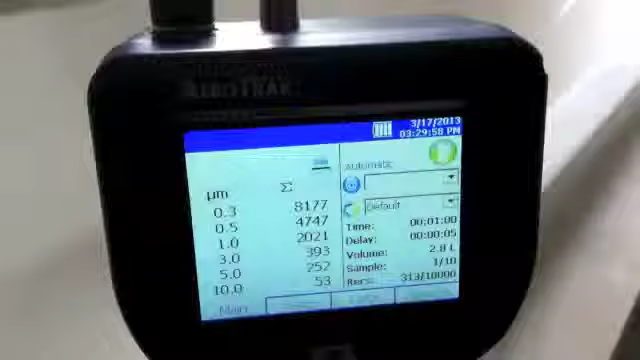 AEROTRAK
3/17/2013
03:29:58 PM
Automatic
Default
µm Σ
0.3 8177
0.5 4747
1.0 2021
3.0 393
5.0 252
10.0 53
Time: 00:01:00
Delay: 00:00:05
Volume: 2.8 L
Sample: 1/10
Recs: 313/10000
Main